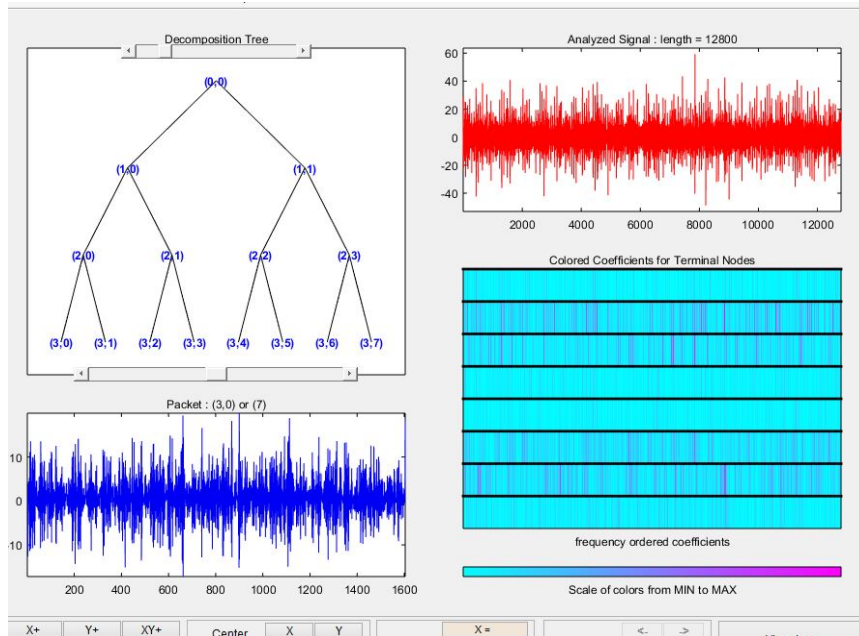 Decomposition Tree
(0,0)
(1,0) (1,1)
(2,0) (2,1) (2,2) (2,3)
(3,0) (3,1) (3,2) (3,3) (3,4) (3,5) (3,6) (3,7)
Packet : (3,0) or (7)
10
0
-10
200 400 600 800 1000 1200 1400 1600
Analyzed Signal : length = 12800
60
40
20
0
-20
-40
2000 4000 6000 8000 10000 12000
Colored Coefficients for Terminal Nodes
frequency ordered coefficients
Scale of colors from MIN to MAX
X+ Y+ XY+ Center X Y X = <- ->